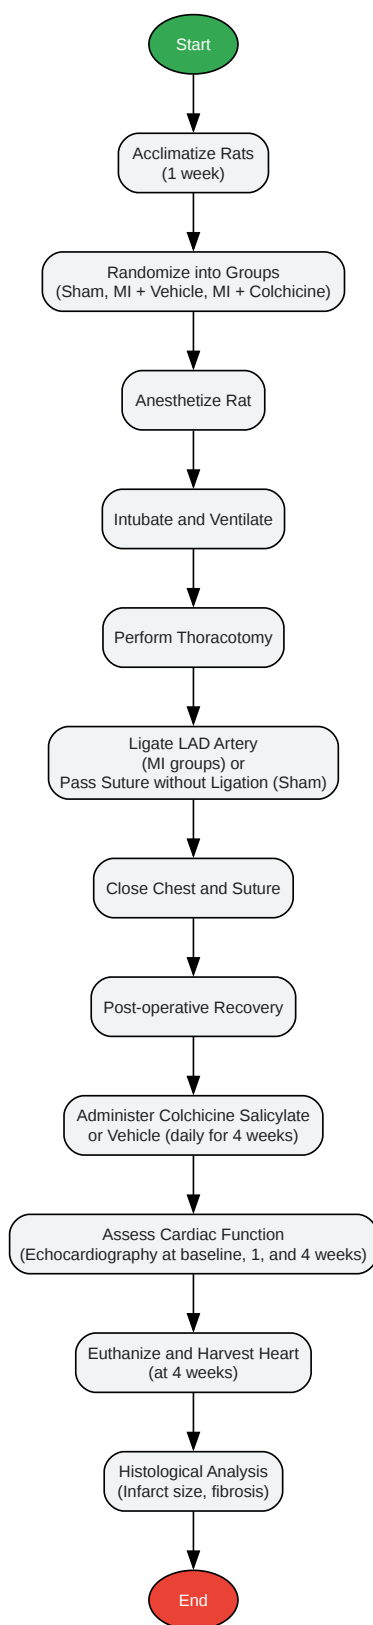 Start
Acclimatize Rats
(1 week)
Randomize into Groups
(Sham, MI + Vehicle, MI + Colchicine)
Anesthetize Rat
Intubate and Ventilate
Perform Thoracotomy
Ligate LAD Artery
(MI groups) or
Pass Suture without Ligation (Sham)
Close Chest and Suture
Post-operative Recovery
Administer Colchicine Salicylate
or Vehicle (daily for 4 weeks)
Assess Cardiac Function
(Echocardiography at baseline, 1, and 4 weeks)
Euthanize and Harvest Heart
(at 4 weeks)
Histological Analysis
(Infarct size, fibrosis)
End